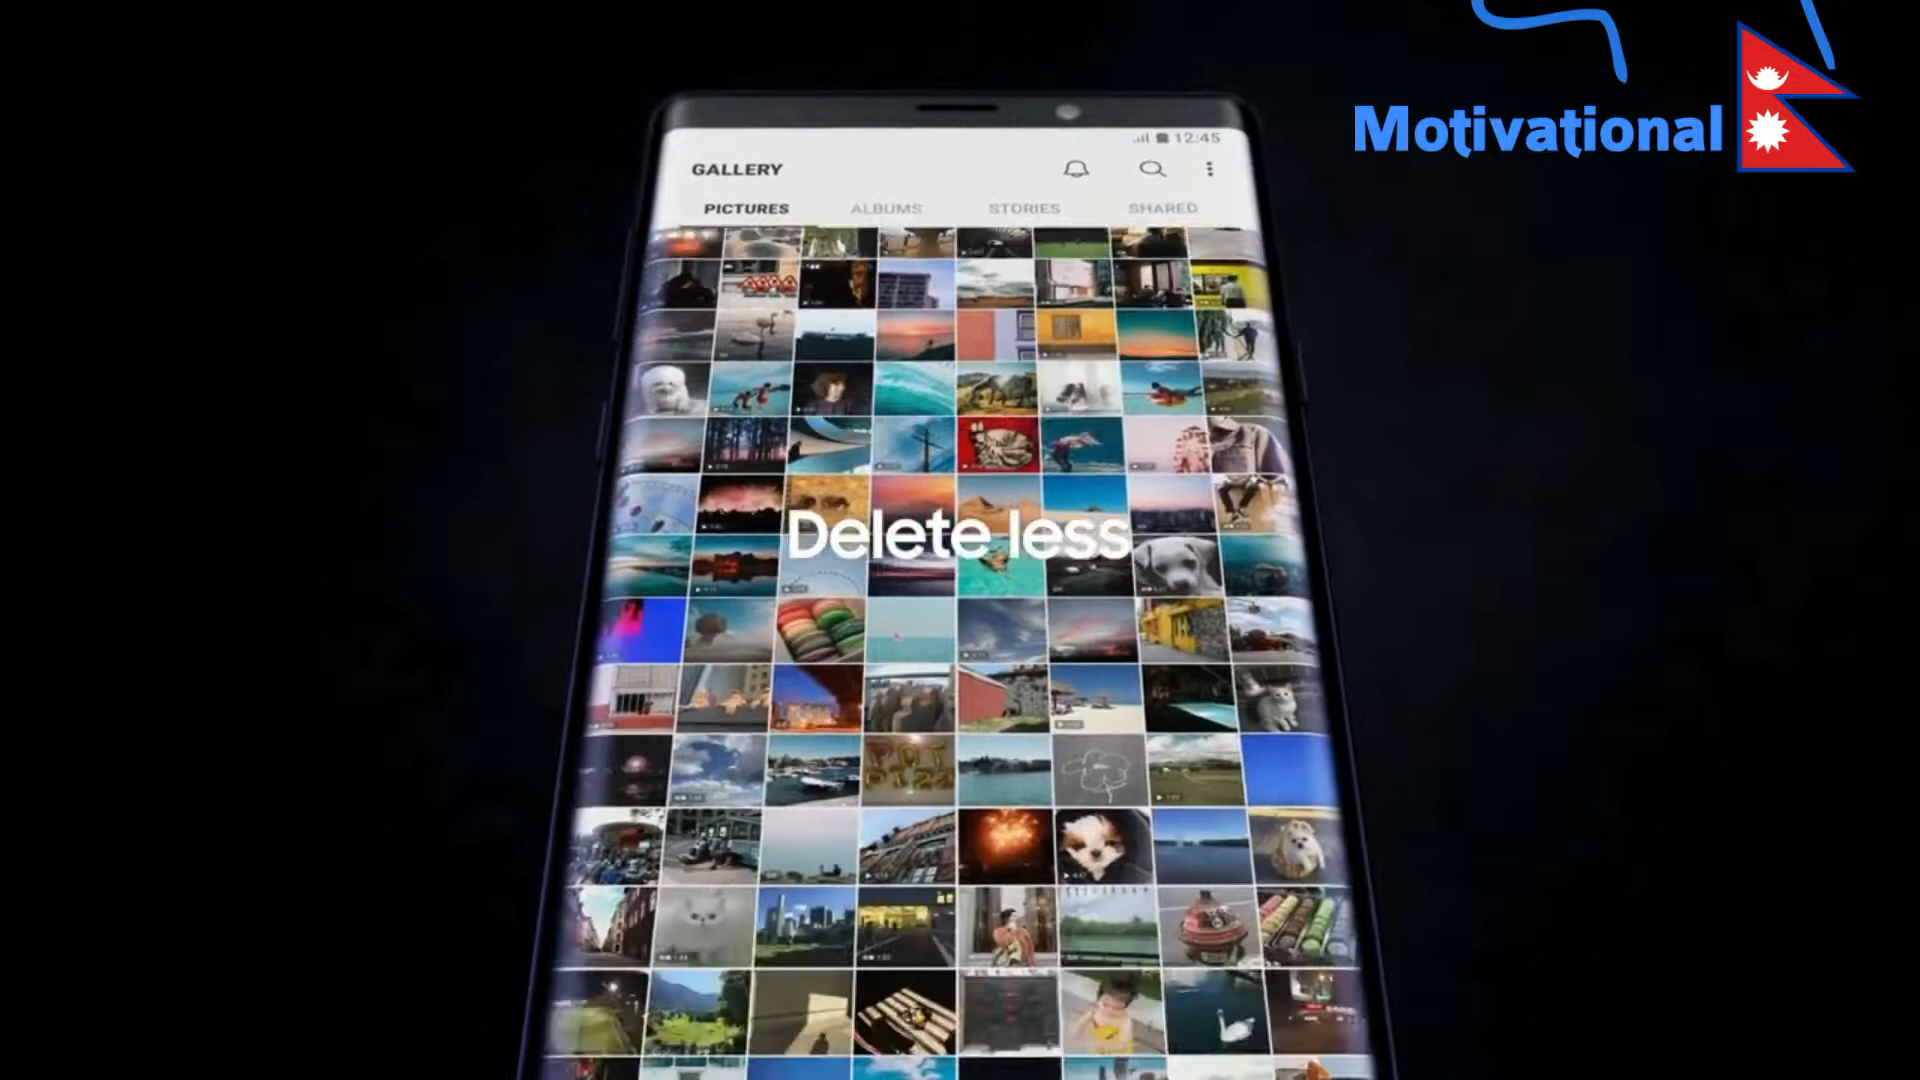 Motivational
12:45
GALLERY
PICTURES ALBUMS STORIES SHARED
Delete less